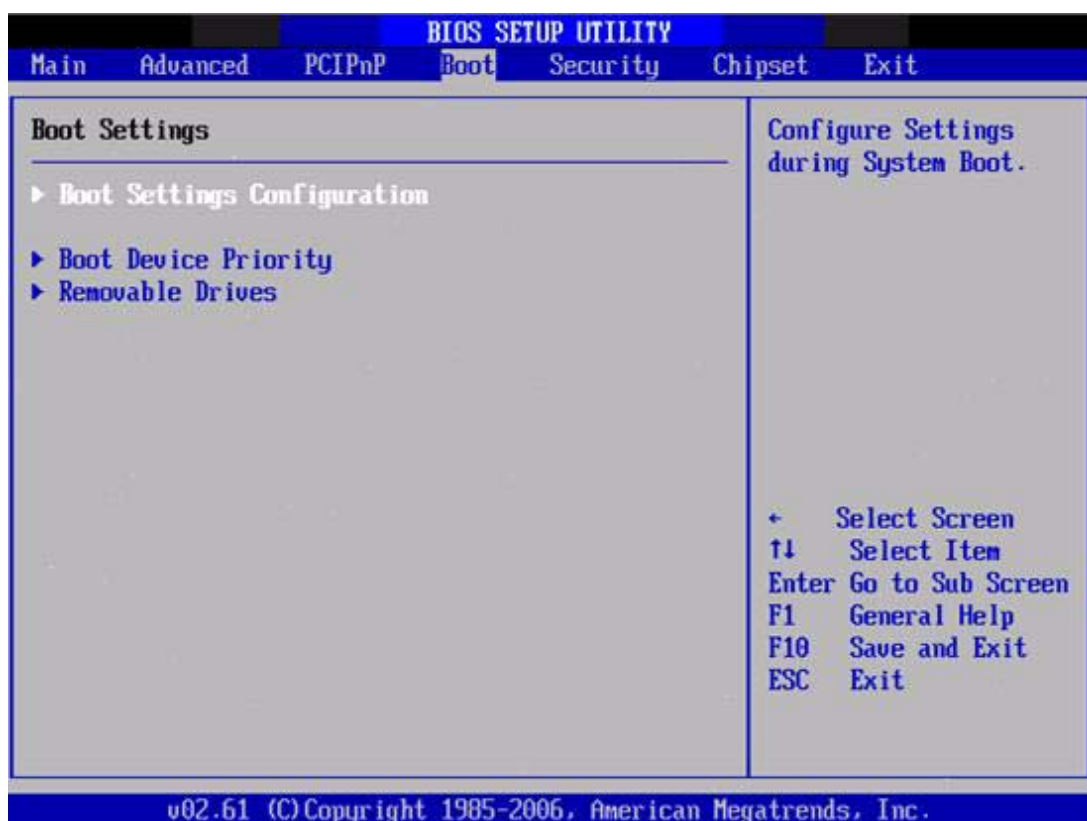 BIOS SETUP UTILITY
Main Advanced PCIPnP Boot Security Chipset Exit
Boot Settings
▶ Boot Settings Configuration
▶ Boot Device Priority
▶ Removable Drives
Configure Settings
during System Boot.
← Select Screen
↑↓ Select Item
Enter Go to Sub Screen
F1 General Help
F10 Save and Exit
ESC Exit
v02.61 (C)Copyright 1985-2006, American Megatrends, Inc.